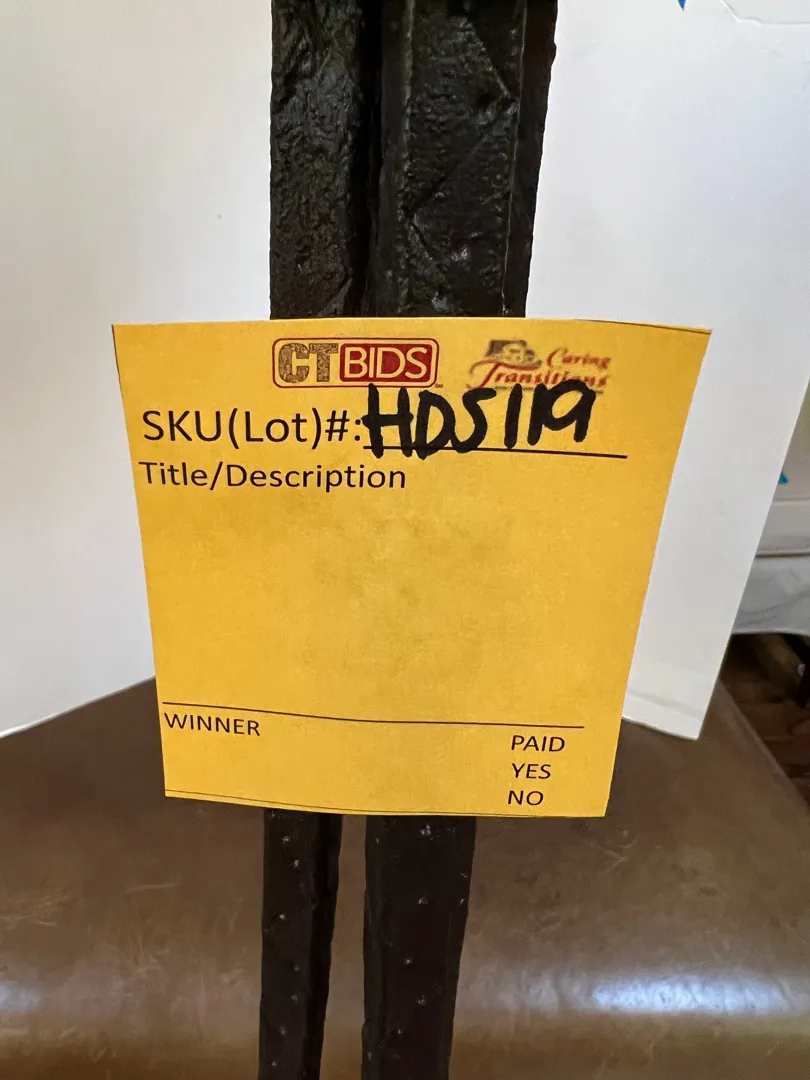 CTBIDS
Caring
Transitions
SKU(Lot)#: HDS119
Title/Description
WINNER
PAID
YES
NO